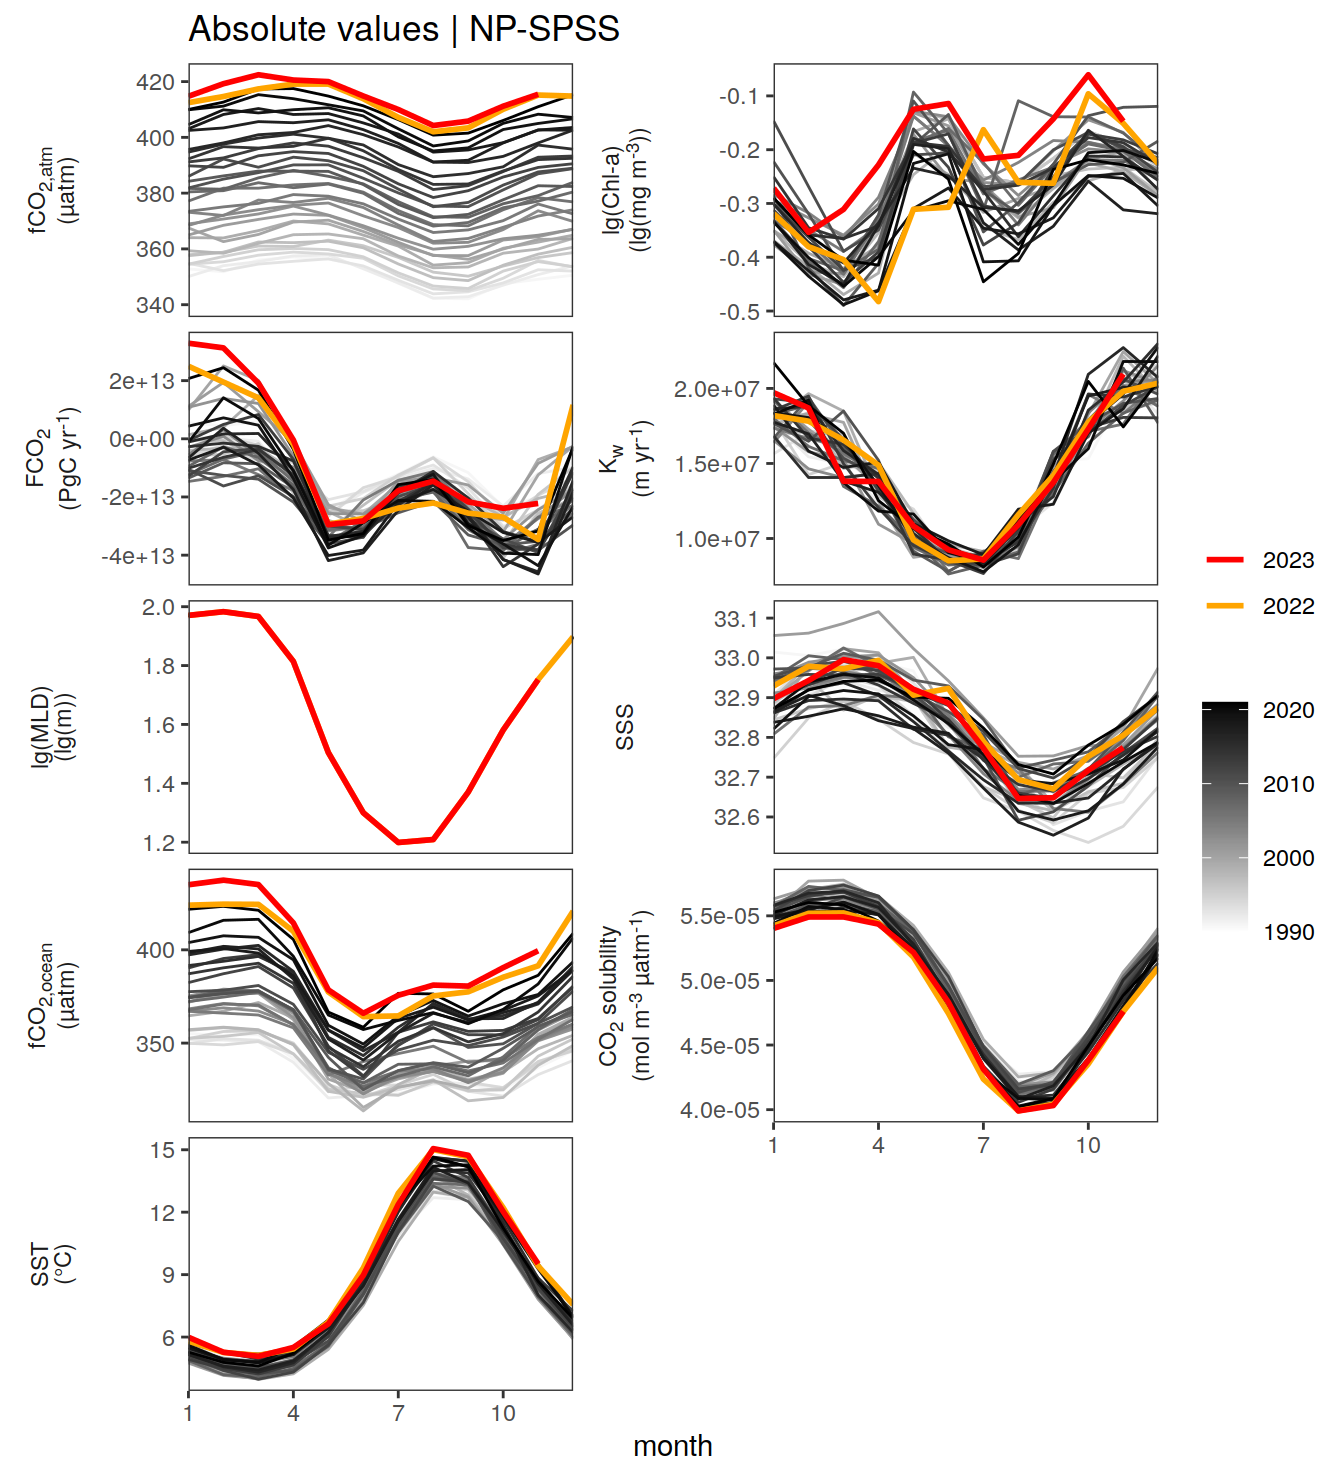 Absolute values | NP-SPSS
fCO2,atm
(µatm)
420
400
380
360
340
lg(Chl-a)
(lg(mg m-3))
-0.1
-0.2
-0.3
-0.4
-0.5
FCO2
(PgC yr-1)
2e+13
0e+00
-2e+13
-4e+13
Kw
(m yr-1)
2.0e+07
1.5e+07
1.0e+07
lg(MLD)
(lg(m))
2.0
1.8
1.6
1.4
1.2
SSS
33.1
33.0
32.9
32.8
32.7
32.6
fCO2,ocean
(µatm)
400
350
CO2 solubility
(mol m-3 µatm-1)
5.5e-05
5.0e-05
4.5e-05
4.0e-05
1 4 7 10
SST
(°C)
15
12
9
6
1 4 7 10
month
2023
2022
2020
2010
2000
1990